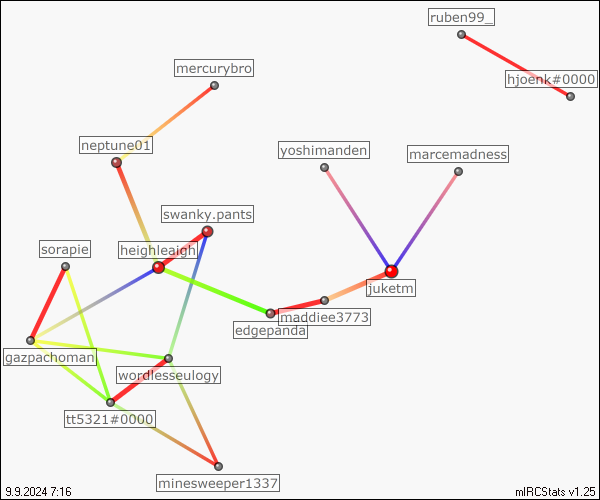 ruben99_
mercurybro
hjoenk#0000
neptune01
yoshimanden
marcemadness
swanky.pants
sorapie
heighleaigh
juketm
maddiee3773
edgepanda
gazpachoman
wordlesseulogy
tt5321#0000
minesweeper1337
9.9.2024 7:16
mIRCStats v1.25